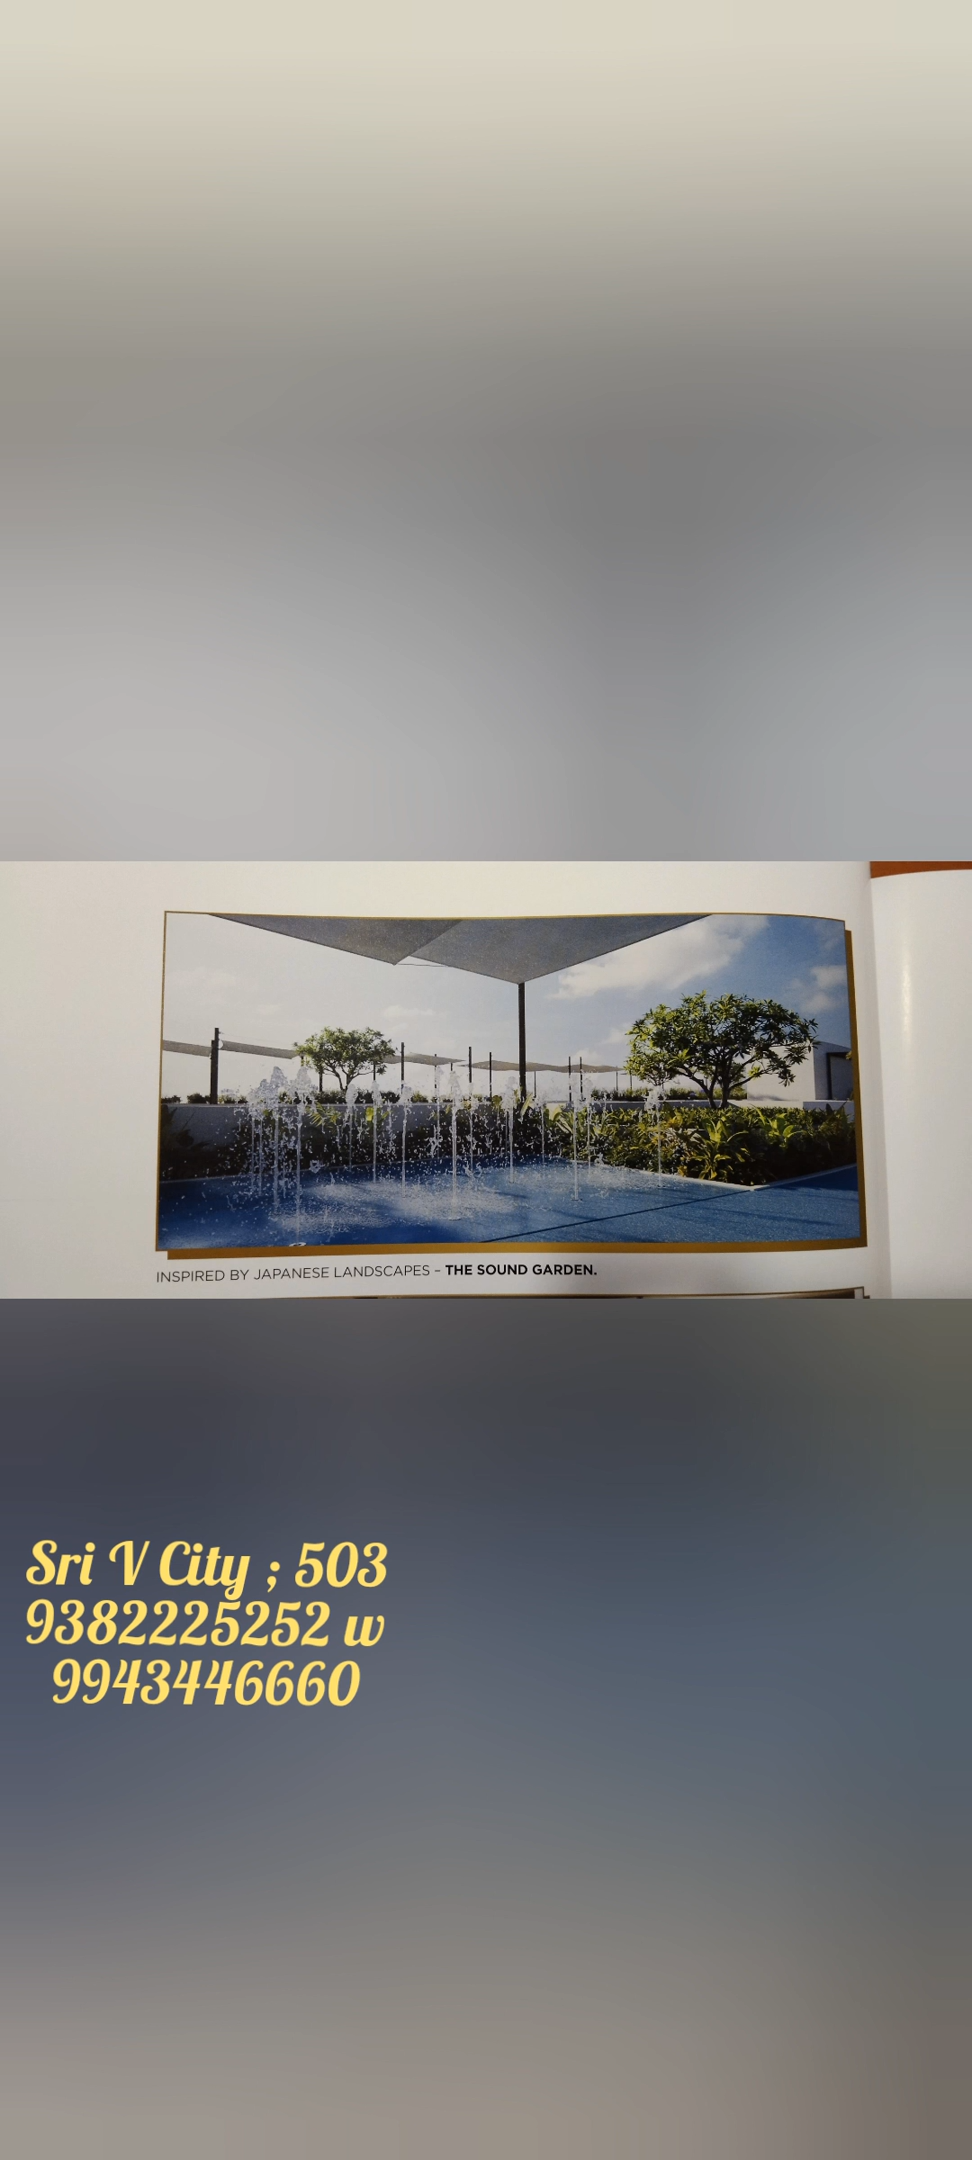 INSPIRED BY JAPANESE LANDSCAPES – THE SOUND GARDEN.
Sri V City ; 503
9382225252 w
9943446660